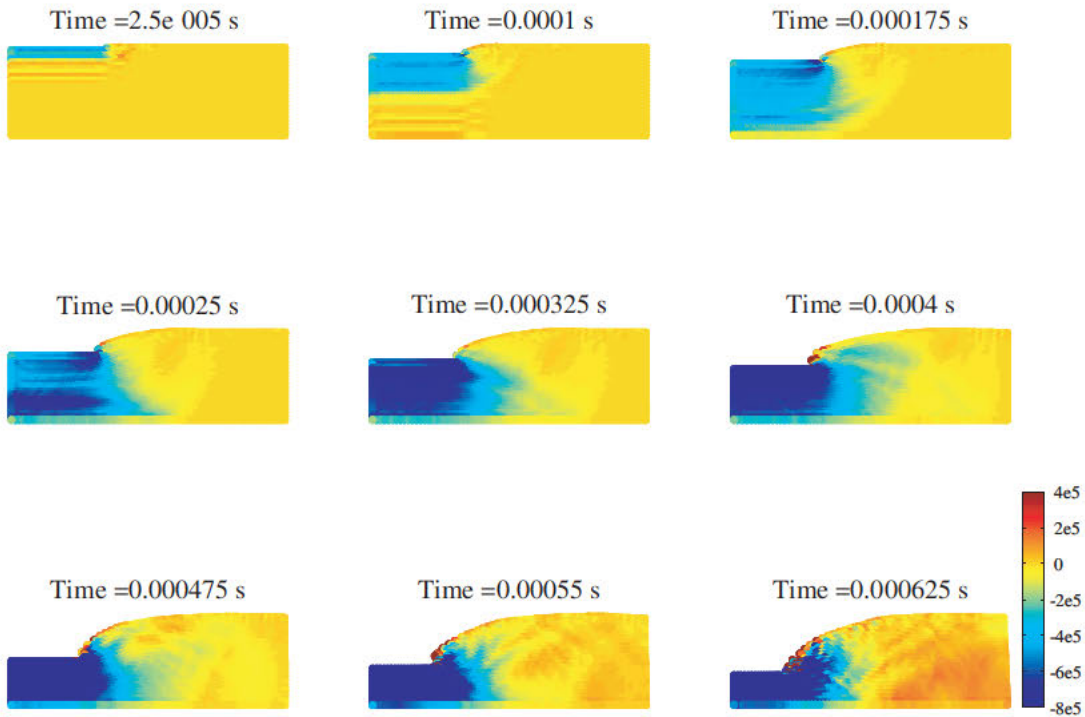 Time =2.5e 005 s
Time =0.0001 s
Time =0.000175 s
Time =0.00025 s
Time =0.000325 s
Time =0.0004 s
Time =0.000475 s
Time =0.00055 s
Time =0.000625 s
4e5
2e5
0
-2e5
-4e5
-6e5
-8e5